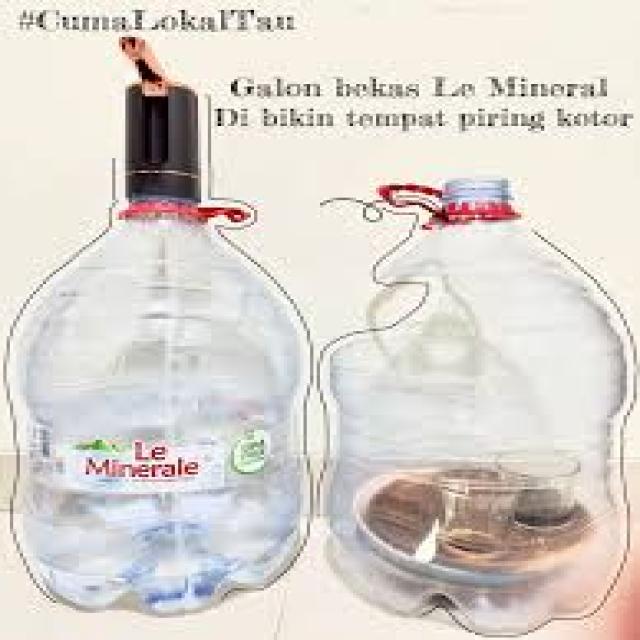 #CumaLokalTau
Galon bekas Le Mineral
Di bikin tempat piring kotor
Le
Minerale